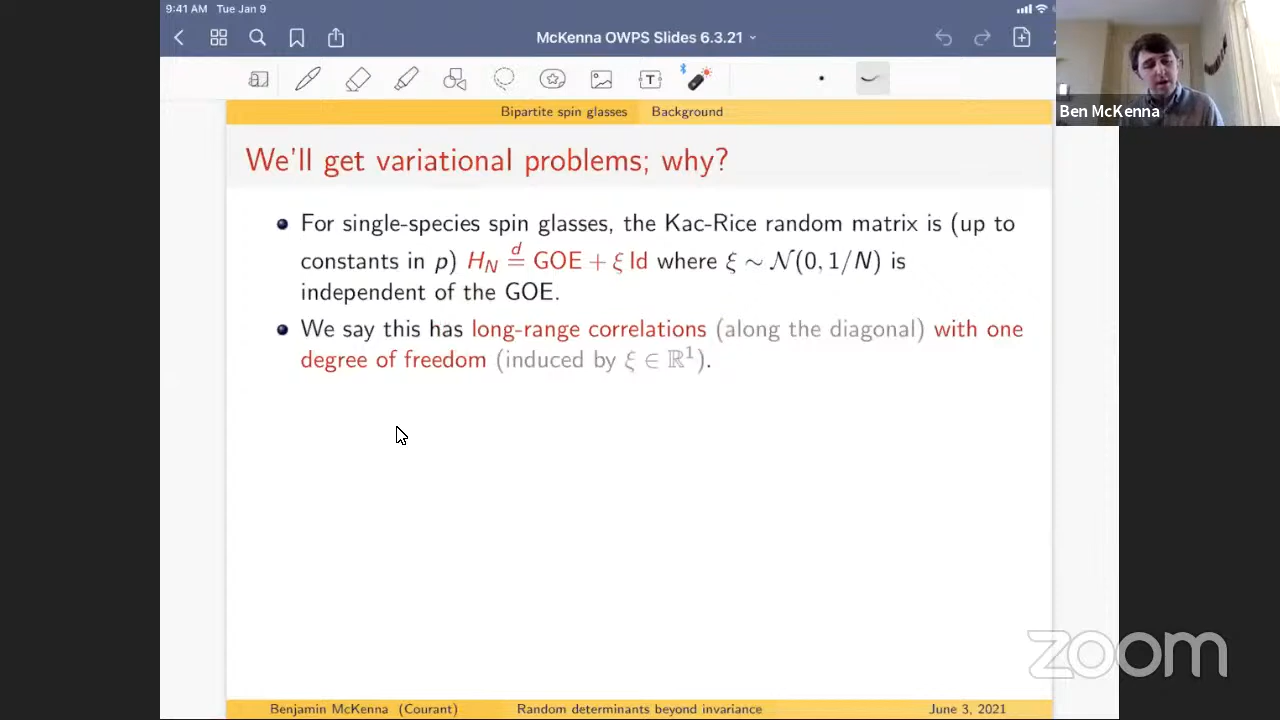 9:41 AM Tue Jan 9
McKenna OWPS Slides 6.3.21
T
Ben McKenna
Bipartite spin glasses Background
We'll get variational problems; why?
For single-species spin glasses, the Kac-Rice random matrix is (up to
constants in p) H_N \stackrel{d}{=} GOE + ξ Id where ξ ∼ 𝒩(0, 1/N) is
independent of the GOE.
We say this has long-range correlations (along the diagonal) with one
degree of freedom (induced by ξ ∈ ℝ¹).
zoom
Benjamin McKenna (Courant) Random determinants beyond invariance June 3, 2021